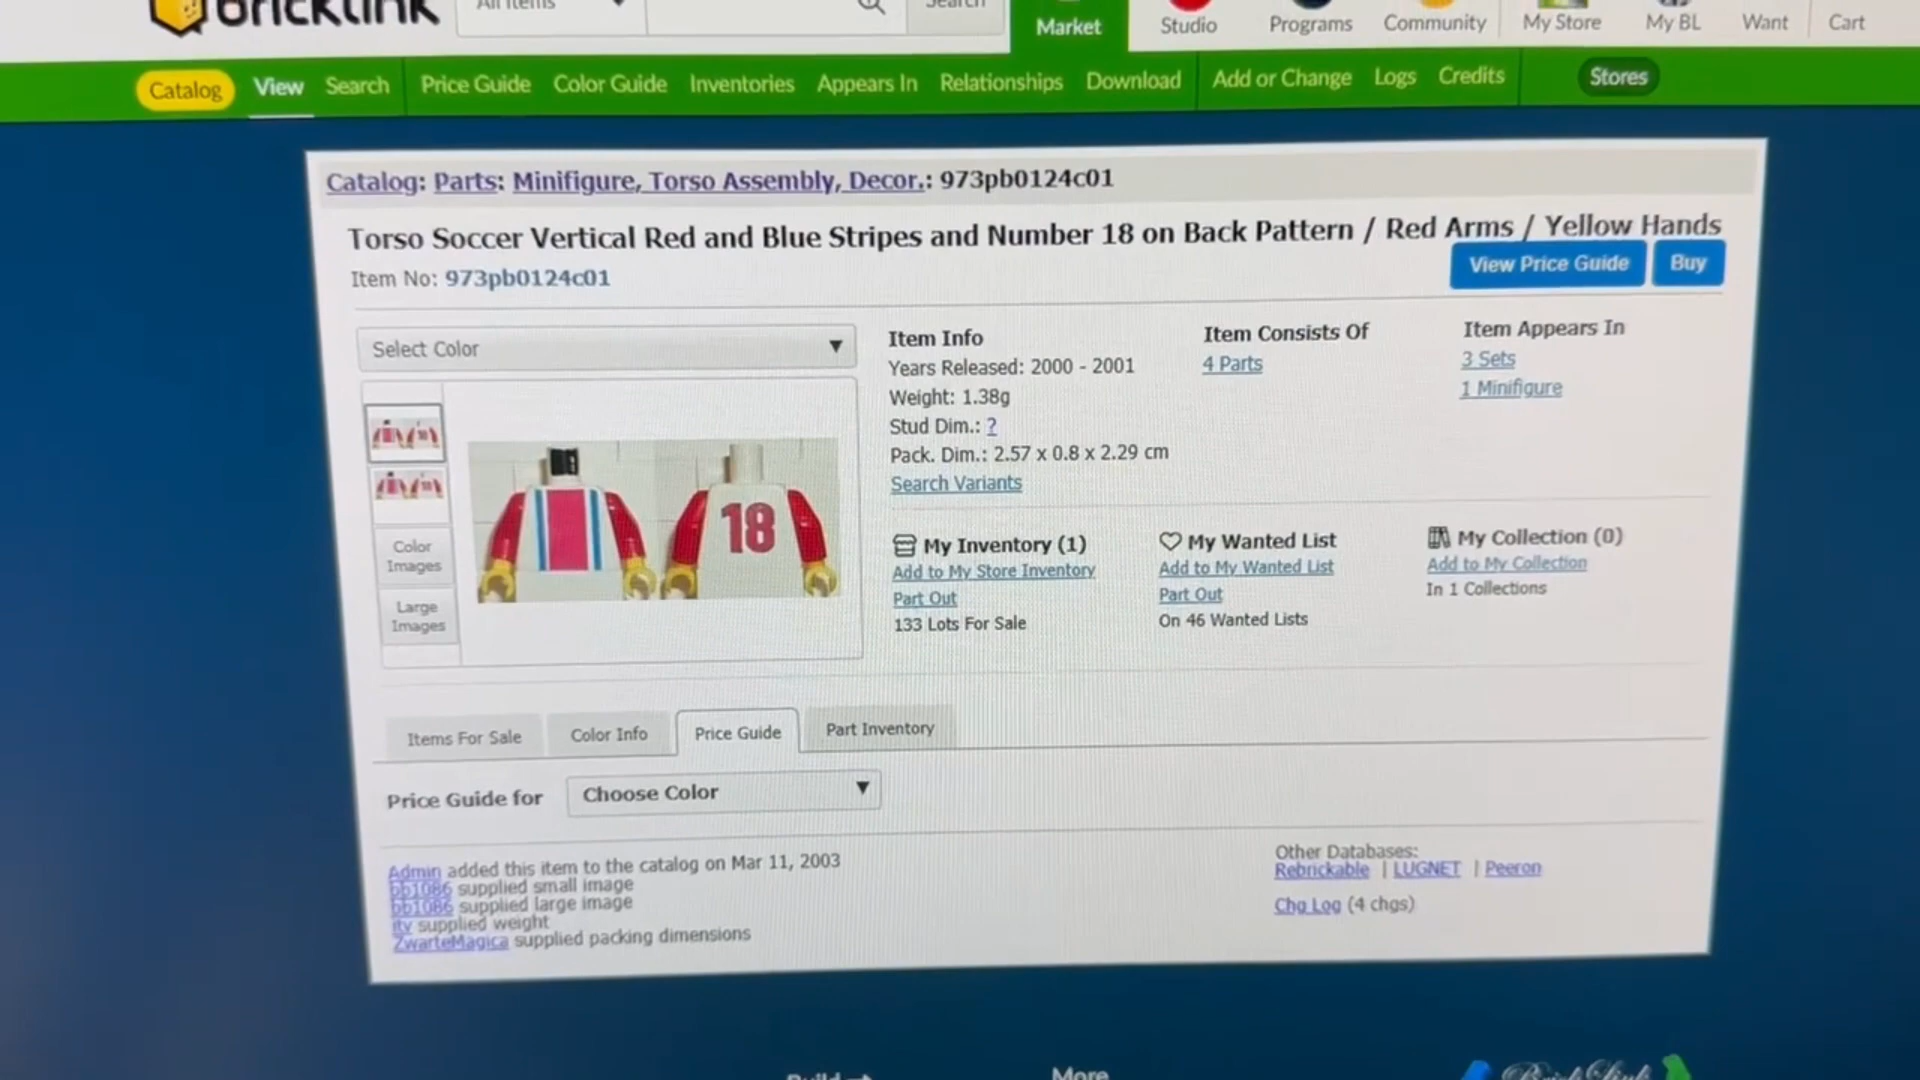 bricklink
All Items
Search
Market
Studio
Programs
Community
My Store
My BL
Want
Cart
Catalog
View
Search
Price Guide
Color Guide
Inventories
Appears In
Relationships
Download
Add or Change
Logs
Credits
Stores
Catalog: Parts: Minifigure, Torso Assembly, Decor.: 973pb0124c01
Torso Soccer Vertical Red and Blue Stripes and Number 18 on Back Pattern / Red Arms / Yellow Hands
Item No: 973pb0124c01
View Price Guide
Buy
Select Color
Color
Images
Large
Images
18
Item Info
Years Released: 2000 - 2001
Weight: 1.38g
Stud Dim.: ?
Pack. Dim.: 2.57 x 0.8 x 2.29 cm
Search Variants
Item Consists Of
4 Parts
Item Appears In
3 Sets
1 Minifigure
My Inventory (1)
Add to My Store Inventory
Part Out
133 Lots For Sale
My Wanted List
Add to My Wanted List
Part Out
On 46 Wanted Lists
My Collection (0)
Add to My Collection
In 1 Collections
Items For Sale
Color Info
Price Guide
Part Inventory
Price Guide for
Choose Color
Admin added this item to the catalog on Mar 11, 2003
bb1086 supplied small image
bb1086 supplied large image
ity supplied weight
ZwarteMagica supplied packing dimensions
Other Databases:
Rebrickable | LUGNET | Peeron
Chg Log (4 chgs)
More